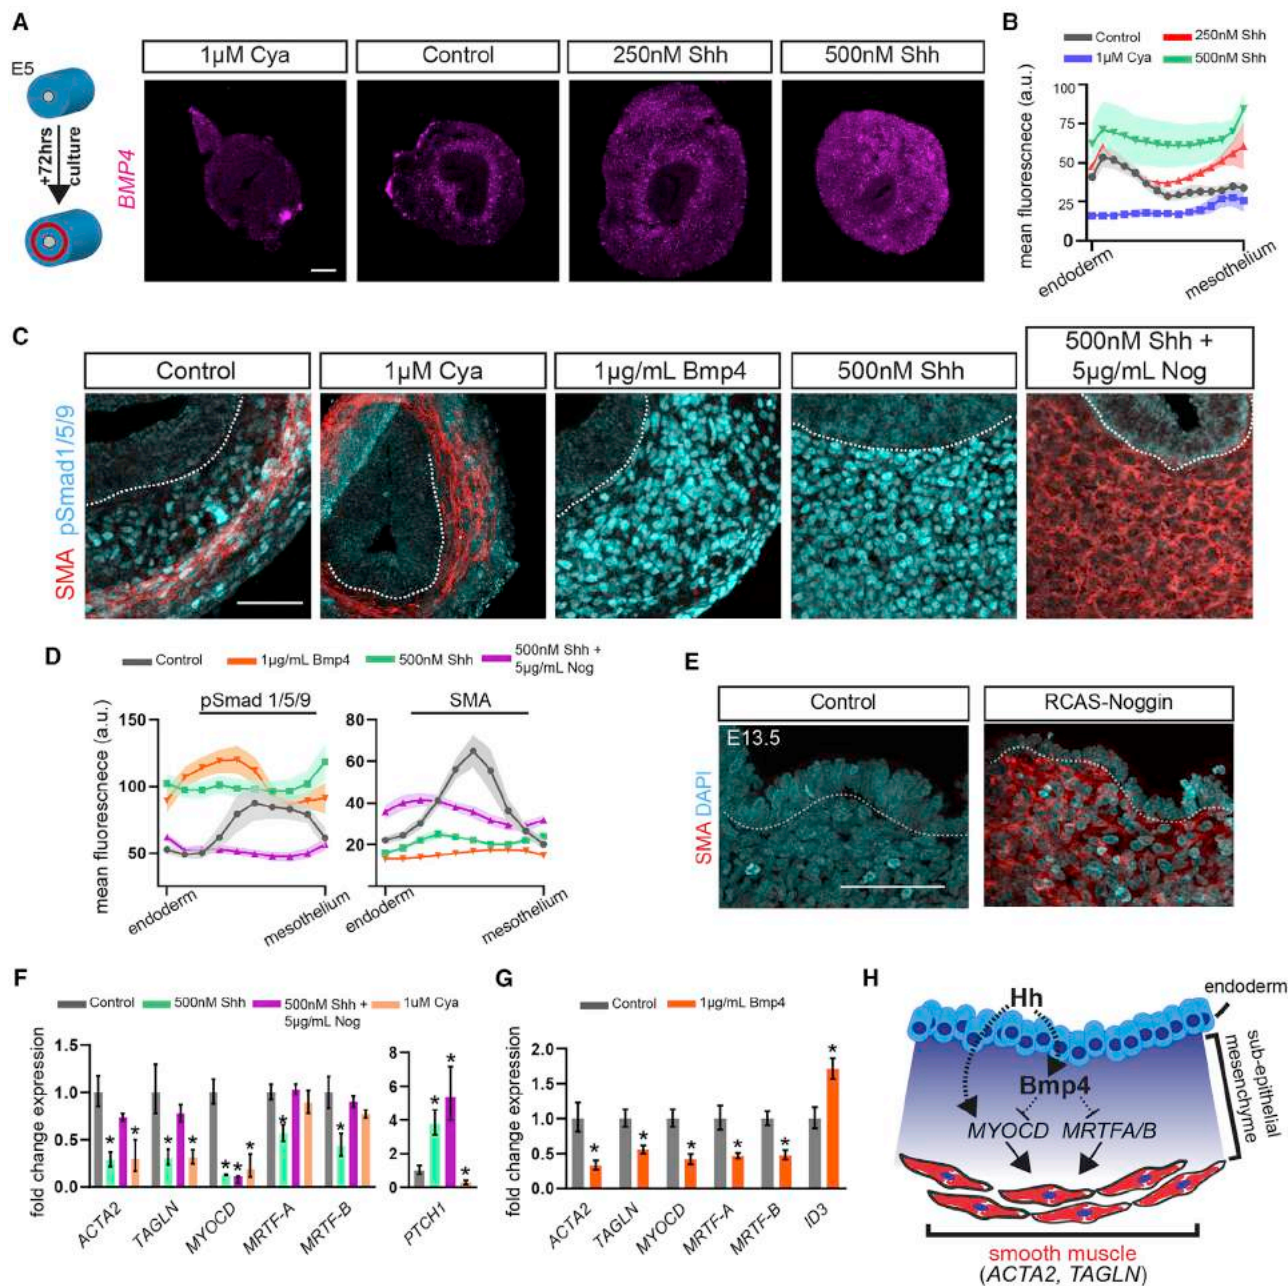 A
E5
+72hrs
culture
BMP4
1µM Cya
Control
250nM Shh
500nM Shh
B
Control
250nM Shh
1µM Cya
500nM Shh
mean fluorescnece (a.u.)
100
75
50
25
0
endoderm
mesothelium
C
SMA pSmad1/5/9
Control
1µM Cya
1µg/mL Bmp4
500nM Shh
500nM Shh +
5µg/mL Nog
D
Control
1µg/mL Bmp4
500nM Shh
500nM Shh +
5µg/mL Nog
pSmad 1/5/9
mean fluorescnece (a.u.)
150
100
50
endoderm
mesothelium
SMA
80
60
40
20
endoderm
mesothelium
E
SMA DAPI
Control
E13.5
RCAS-Noggin
F
Control
500nM Shh
500nM Shh +
5µg/mL Nog
1uM Cya
fold change expression
1.5
1.0
0.5
0.0
* * * * * * * * *
ACTA2
TAGLN
MYOCD
MRTF-A
MRTF-B
8
6
4
2
0
* * *
PTCH1
G
Control
1µg/mL Bmp4
fold change expression
2.0
1.5
1.0
0.5
0.0
* * * * * *
ACTA2
TAGLN
MYOCD
MRTF-A
MRTF-B
ID3
H
Hh
endoderm
sub-epithelial
mesenchyme
Bmp4
MYOCD MRTFA/B
smooth muscle
(ACTA2, TAGLN)